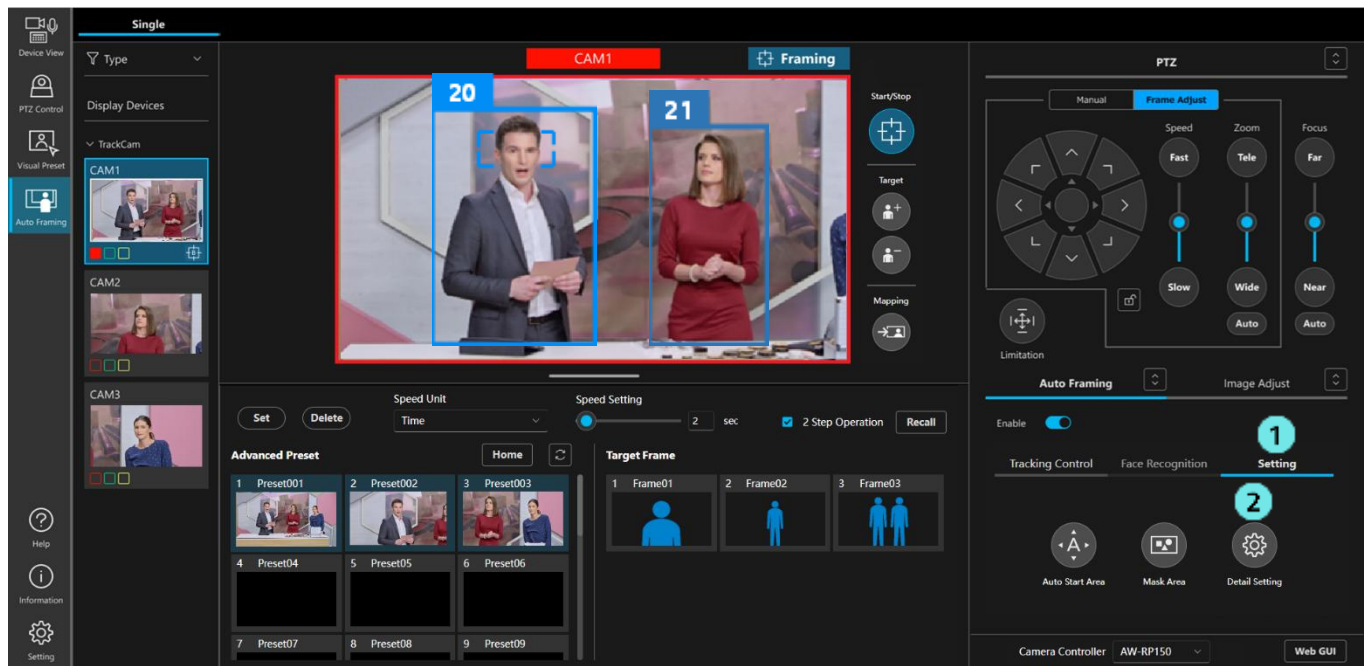 Device View
PTZ Control
Visual Preset
Auto Framing
Help
Information
Setting
Single
Type
Display Devices
TrackCam
CAM1
CAM2
CAM3
CAM1
Framing
20
21
Start/Stop
Target
Mapping
Set
Delete
Speed Unit
Time
Speed Setting
2 sec
2 Step Operation
Recall
Advanced Preset
Home
1 Preset001
2 Preset002
3 Preset003
4 Preset04
5 Preset05
6 Preset06
7 Preset07
8 Preset08
9 Preset09
Target Frame
1 Frame01
2 Frame02
3 Frame03
PTZ
Manual
Frame Adjust
Speed
Zoom
Focus
Fast
Tele
Far
Slow
Wide
Near
Auto
Auto
Limitation
Auto Framing
Image Adjust
Enable
1
Tracking Control
Face Recognition
Setting
2
A
Auto Start Area
Mask Area
Detail Setting
Camera Controller
AW-RP150
Web GUI